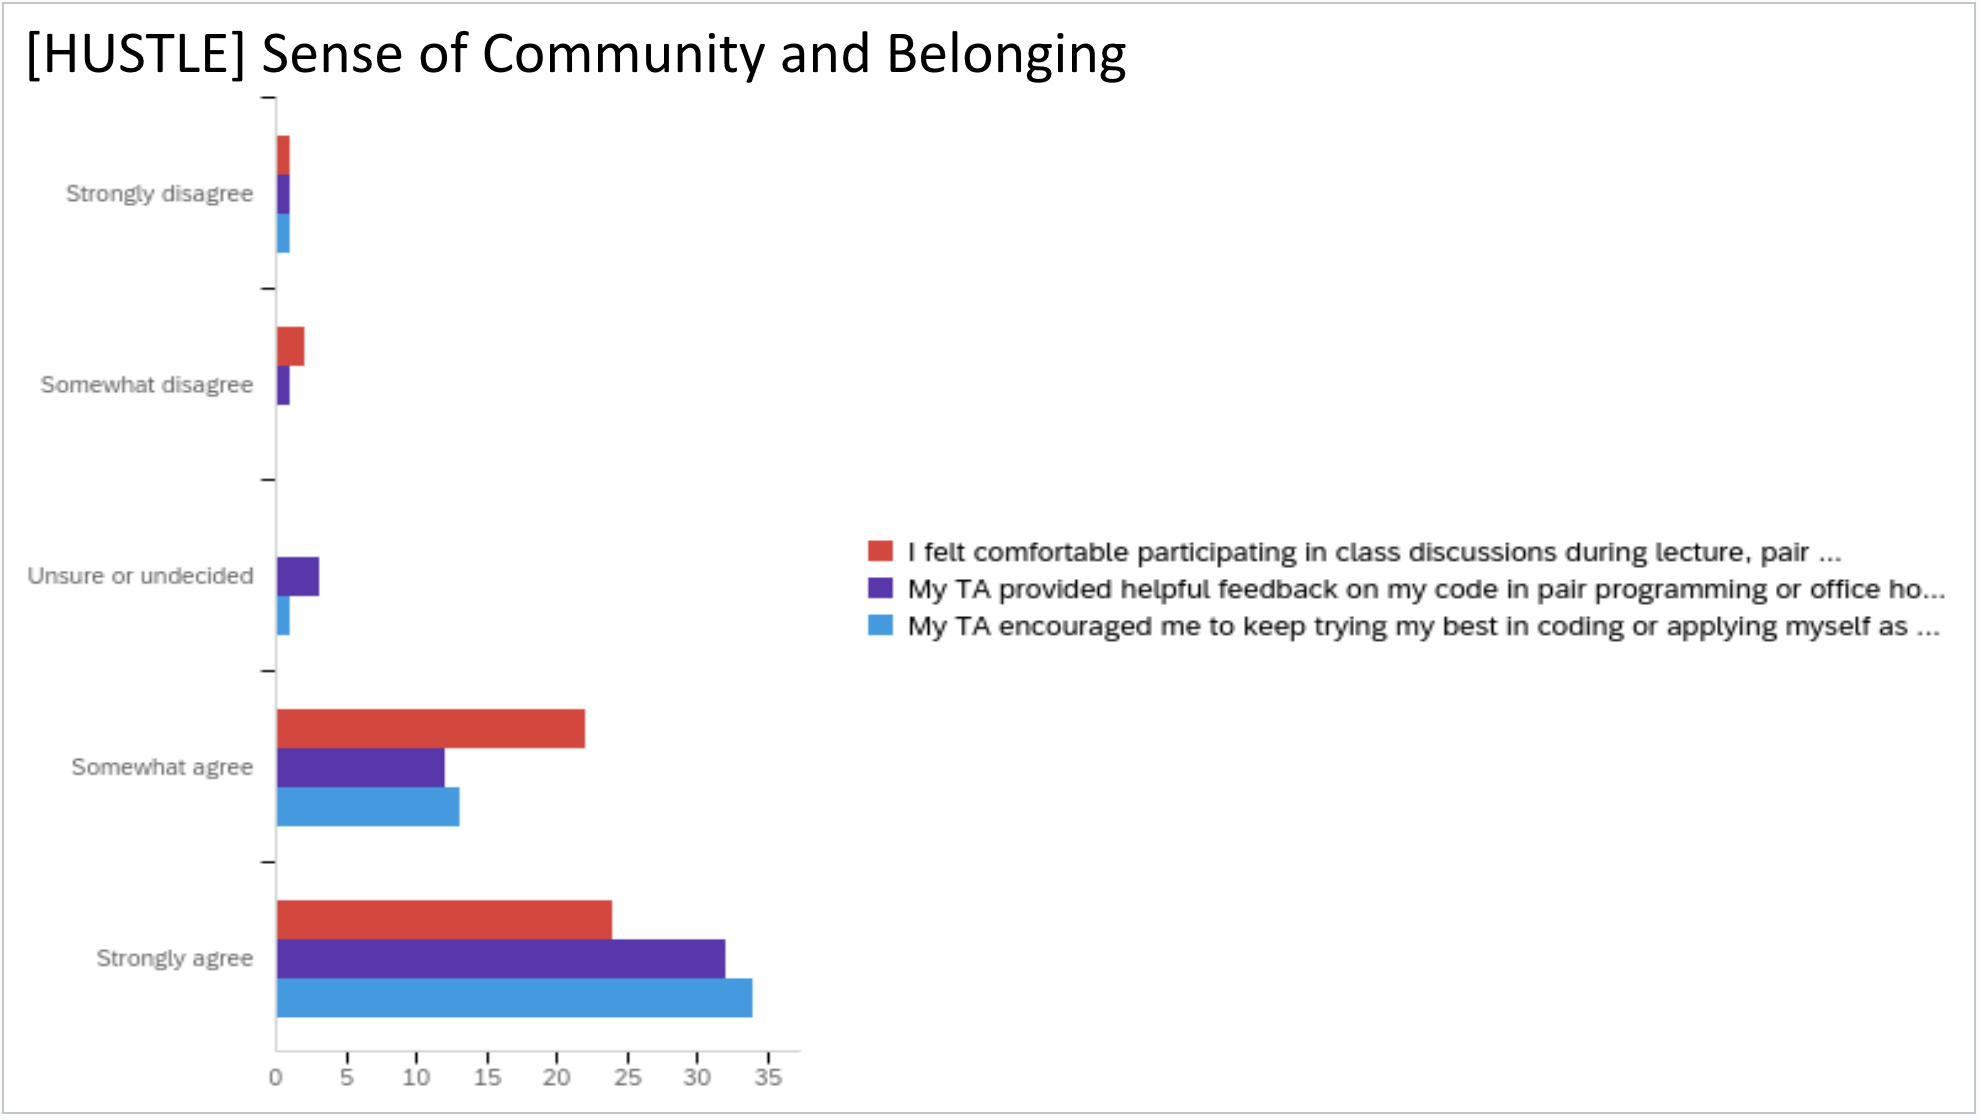 [HUSTLE] Sense of Community and Belonging
Strongly disagree
Somewhat disagree
Unsure or undecided
Somewhat agree
Strongly agree
0 5 10 15 20 25 30 35
I felt comfortable participating in class discussions during lecture, pair ...
My TA provided helpful feedback on my code in pair programming or office ho...
My TA encouraged me to keep trying my best in coding or applying myself as ...